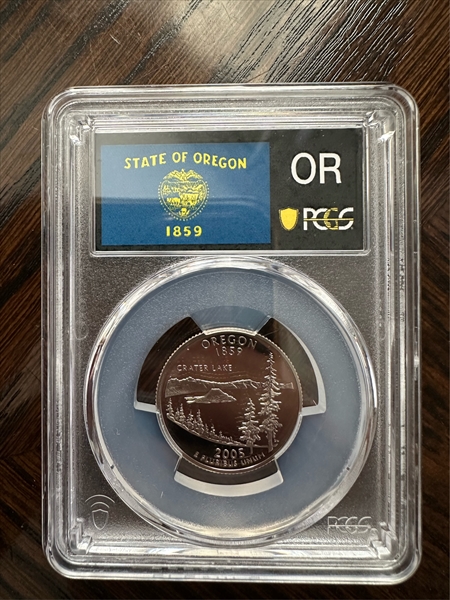 STATE OF OREGON
1859
OR
PCGS
OREGON
1859
CRATER LAKE
2005
E PLURIBUS UNUM
PCGS